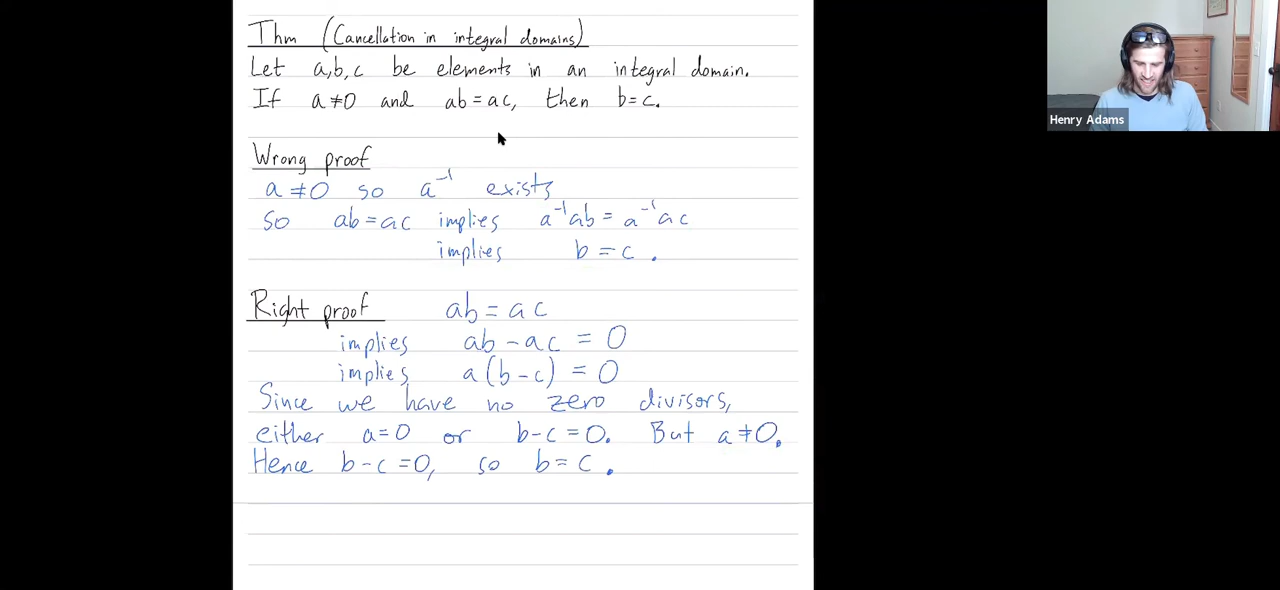 Thm (Cancellation in integral domains)
Let a,b,c be elements in an integral domain.
If a ≠ 0 and ab = ac, then b = c.
Wrong proof
a ≠ 0 so a⁻¹ exists
so ab = ac implies a⁻¹ab = a⁻¹ac
implies b = c.
Right proof ab = ac
implies ab - ac = 0
implies a(b-c) = 0
Since we have no zero divisors,
either a = 0 or b-c = 0. But a ≠ 0.
Hence b-c = 0, so b = c.
Henry Adams